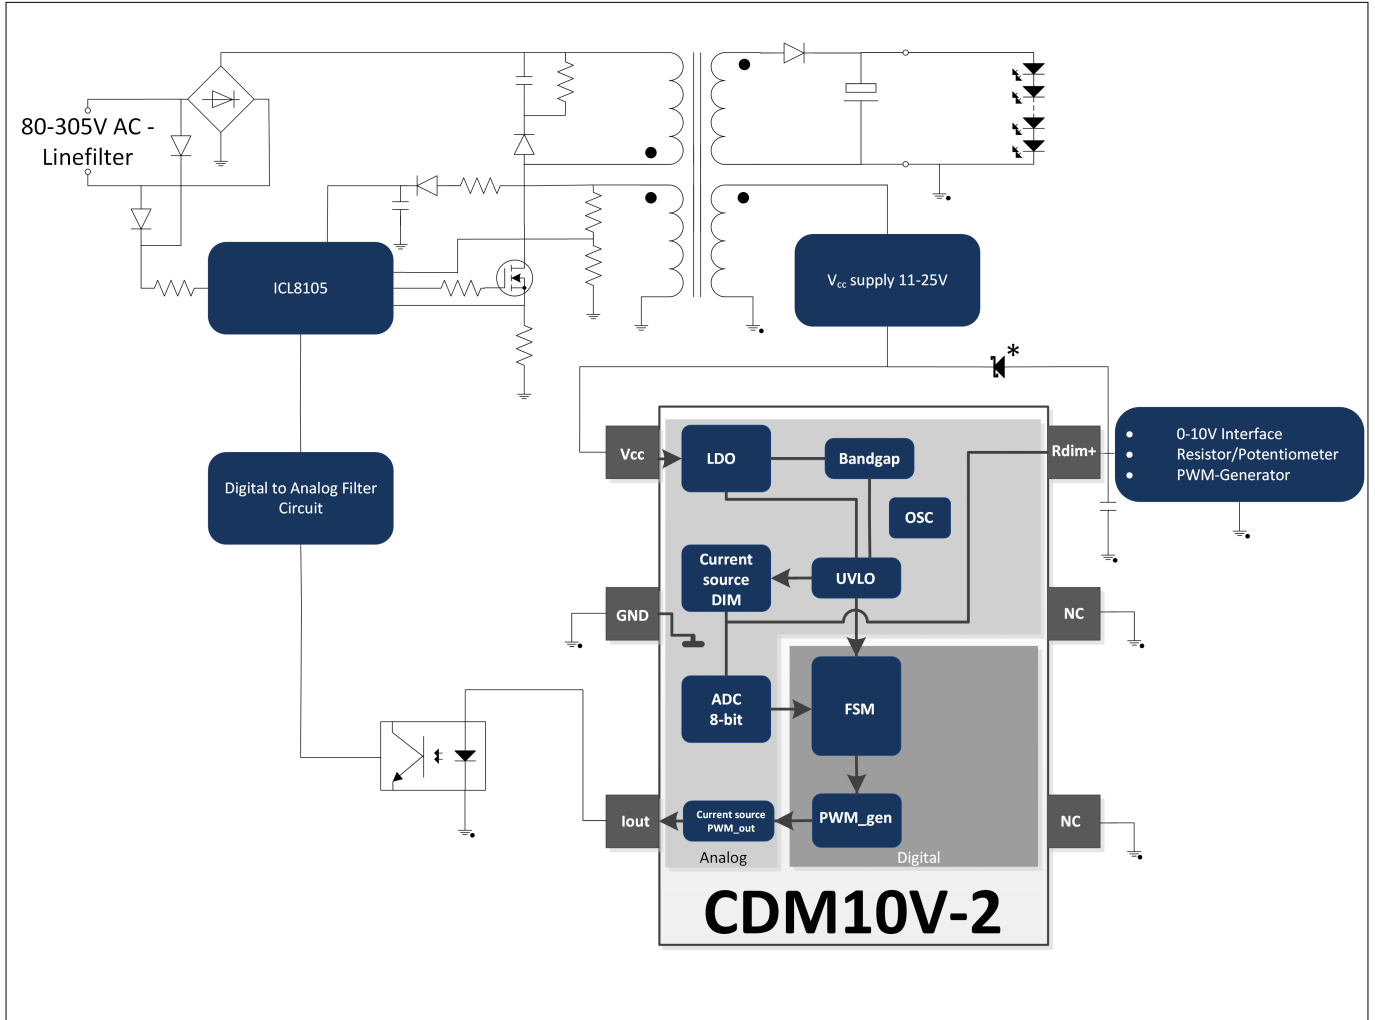 80-305V AC -
Linefilter
ICL8105
Vcc supply 11-25V
*
Digital to Analog Filter
Circuit
Vcc
LDO
Bandgap
Rdim+
• 0-10V Interface
• Resistor/Potentiometer
• PWM-Generator
OSC
Current
source
DIM
UVLO
GND
NC
ADC
8-bit
FSM
Iout
Current source
PWM_out
PWM_gen
NC
Analog
Digital
CDM10V-2